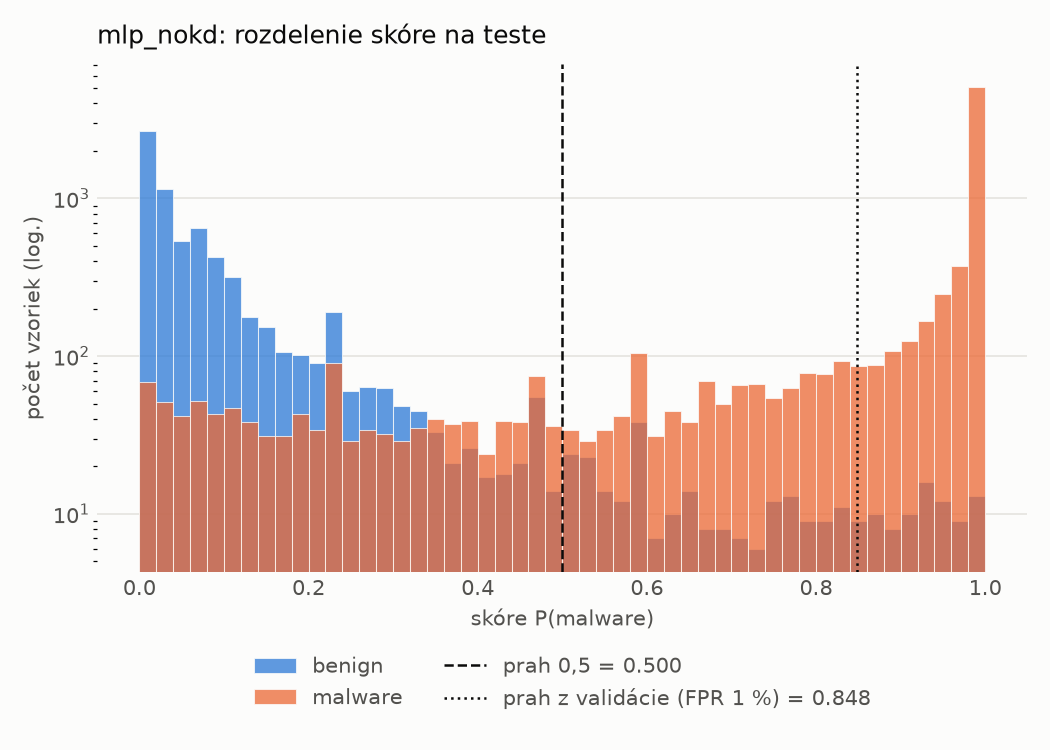 mlp_nokd: rozdelenie skóre na teste
počet vzoriek (log.)
10³
10²
10¹
0.0 0.2 0.4 0.6 0.8 1.0
skóre P(malware)
benign
malware
prah 0,5 = 0.500
prah z validácie (FPR 1 %) = 0.848